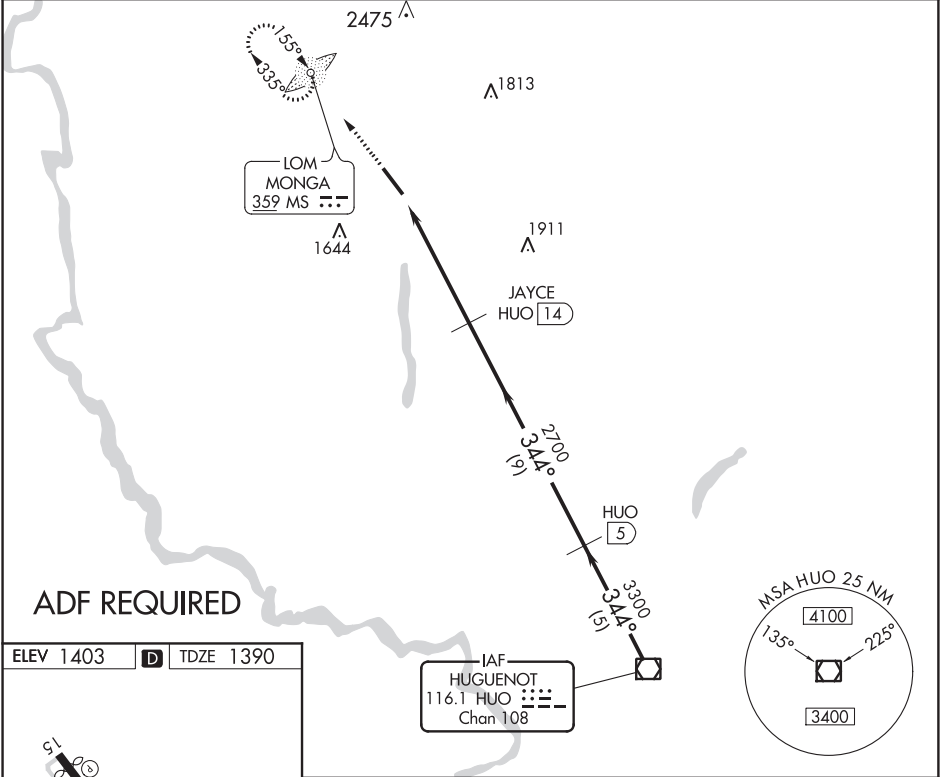 2475
155°
335°
1813
LOM
MONGA
359 MS
1644
1911
JAYCE
HUO 14
2700
344°
(9)
HUO
5
3300
344°
(5)
ADF REQUIRED
MSA HUO 25 NM
4100
135°
225°
3400
ELEV 1403 D TDZE 1390
IAF
HUGUENOT
116.1 HUO
Chan 108
15
P